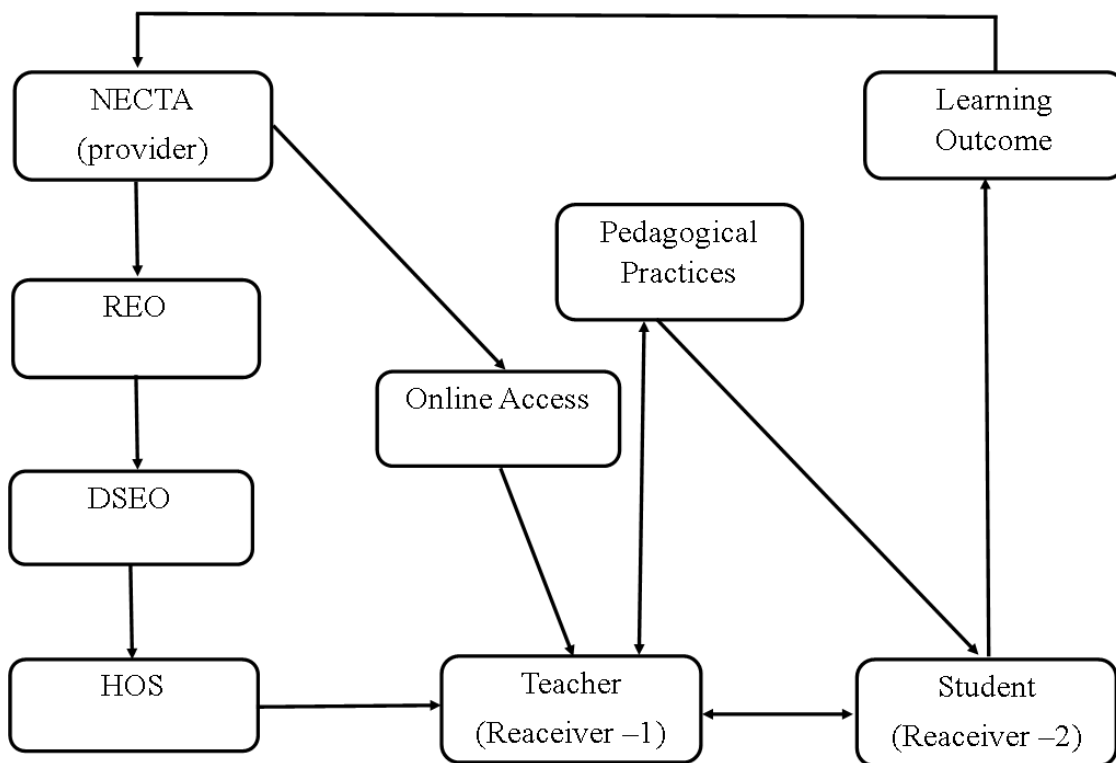 NECTA
(provider)
Learning
Outcome
Pedagogical
Practices
REO
Online Access
DSEO
HOS
Teacher
(Reaceiver –1)
Student
(Reaceiver –2)